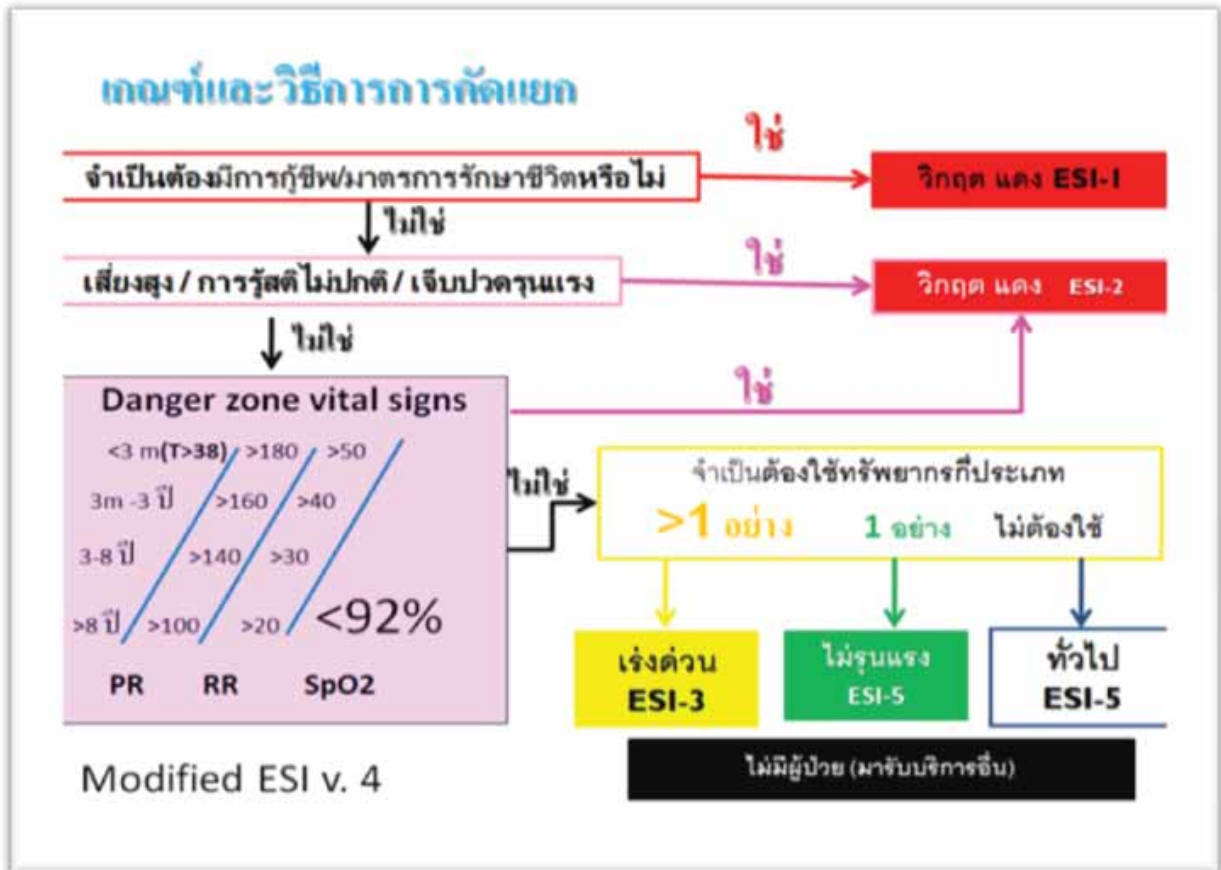 เกณฑ์และวิธีการการคัดแยก
ใช่
จำเป็นต้องมีการกู้ชีพ/มาตรการรักษาชีวิตหรือไม่
วิกฤต แดง ESI-1
ไม่ใช่
ใช่
เสี่ยงสูง / การรู้สติไม่ปกติ / เจ็บปวดรุนแรง
วิกฤต แดง ESI-2
ไม่ใช่
Danger zone vital signs
ใช่
<3 m(T>38) >180 >50
3m -3 ปี >160 >40
3-8 ปี >140 >30
>8 ปี >100 >20 <92%
PR RR SpO2
ไม่ใช่
จำเป็นต้องใช้ทรัพยากรกี่ประเภท
>1 อย่าง 1 อย่าง ไม่ต้องใช้
เร่งด่วน
ESI-3
ไม่รุนแรง
ESI-5
ทั่วไป
ESI-5
ไม่มีผู้ป่วย (มารับบริการอื่น)
Modified ESI v. 4